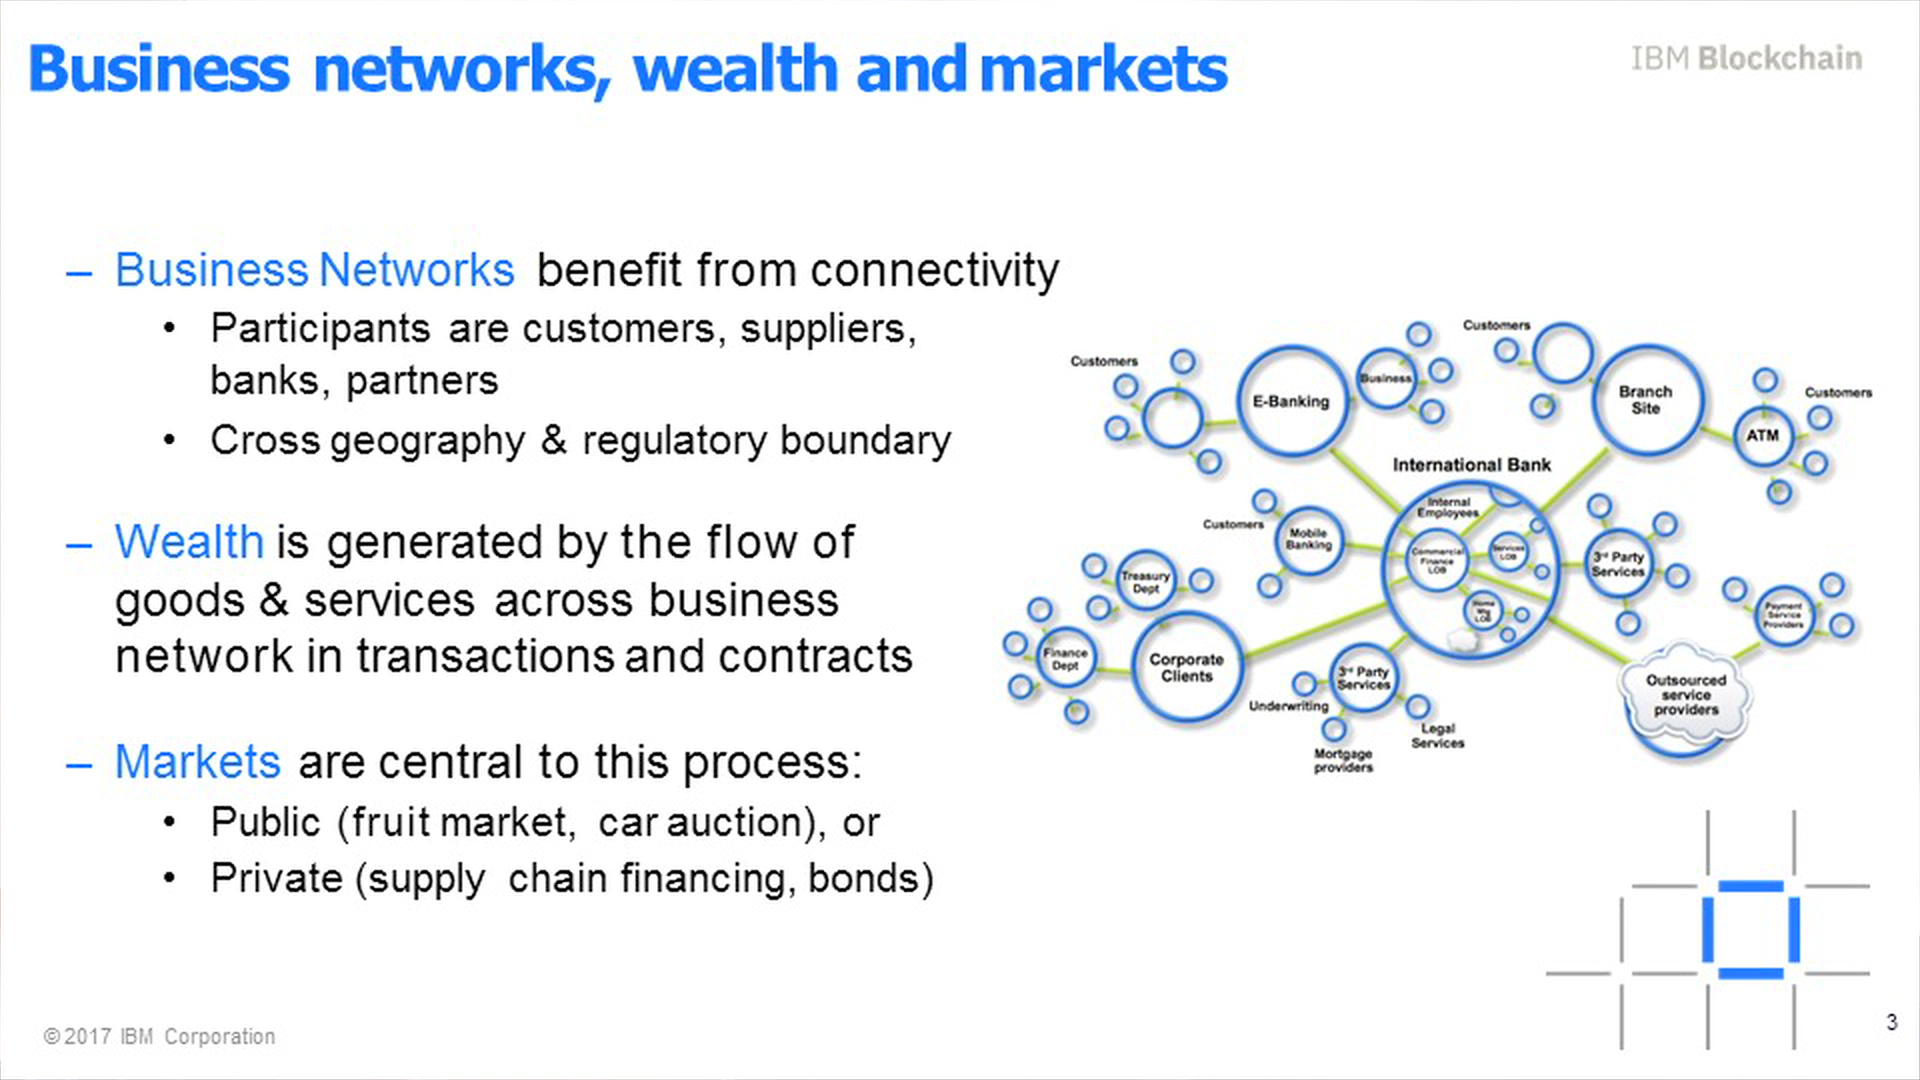 Business networks, wealth and markets
IBM Blockchain
– Business Networks benefit from connectivity
• Participants are customers, suppliers,
banks, partners
• Cross geography & regulatory boundary
– Wealth is generated by the flow of
goods & services across business
network in transactions and contracts
– Markets are central to this process:
• Public (fruit market, car auction), or
• Private (supply chain financing, bonds)
Customers
E-Banking
Business
Customers
Branch
Site
Customers
ATM
International Bank
Internal
Employees
Commercial
Finance
LOB
Services
LOB
Home
Mtg
LOB
Customers
Mobile
Banking
3rd Party
Services
Treasury
Dept
Finance
Dept
Corporate
Clients
3rd Party
Services
Underwriting
Mortgage
providers
Legal
Services
Payment
Service
Providers
Outsourced
service
providers
© 2017 IBM Corporation
3